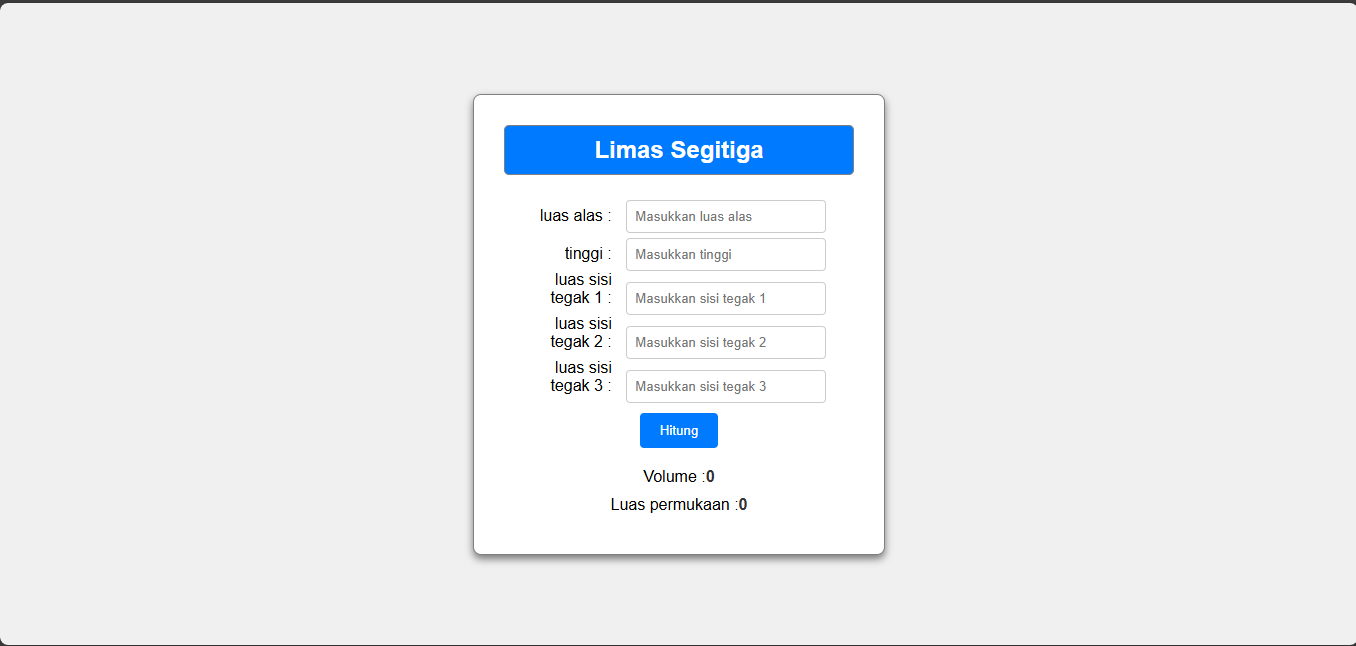 Limas Segitiga
luas alas : Masukkan luas alas
tinggi : Masukkan tinggi
luas sisi
tegak 1 : Masukkan sisi tegak 1
luas sisi
tegak 2 : Masukkan sisi tegak 2
luas sisi
tegak 3 : Masukkan sisi tegak 3
Hitung
Volume :0
Luas permukaan :0